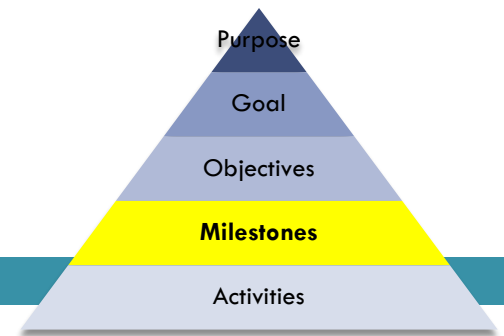 Purpose
Goal
Objectives
Milestones
Activities